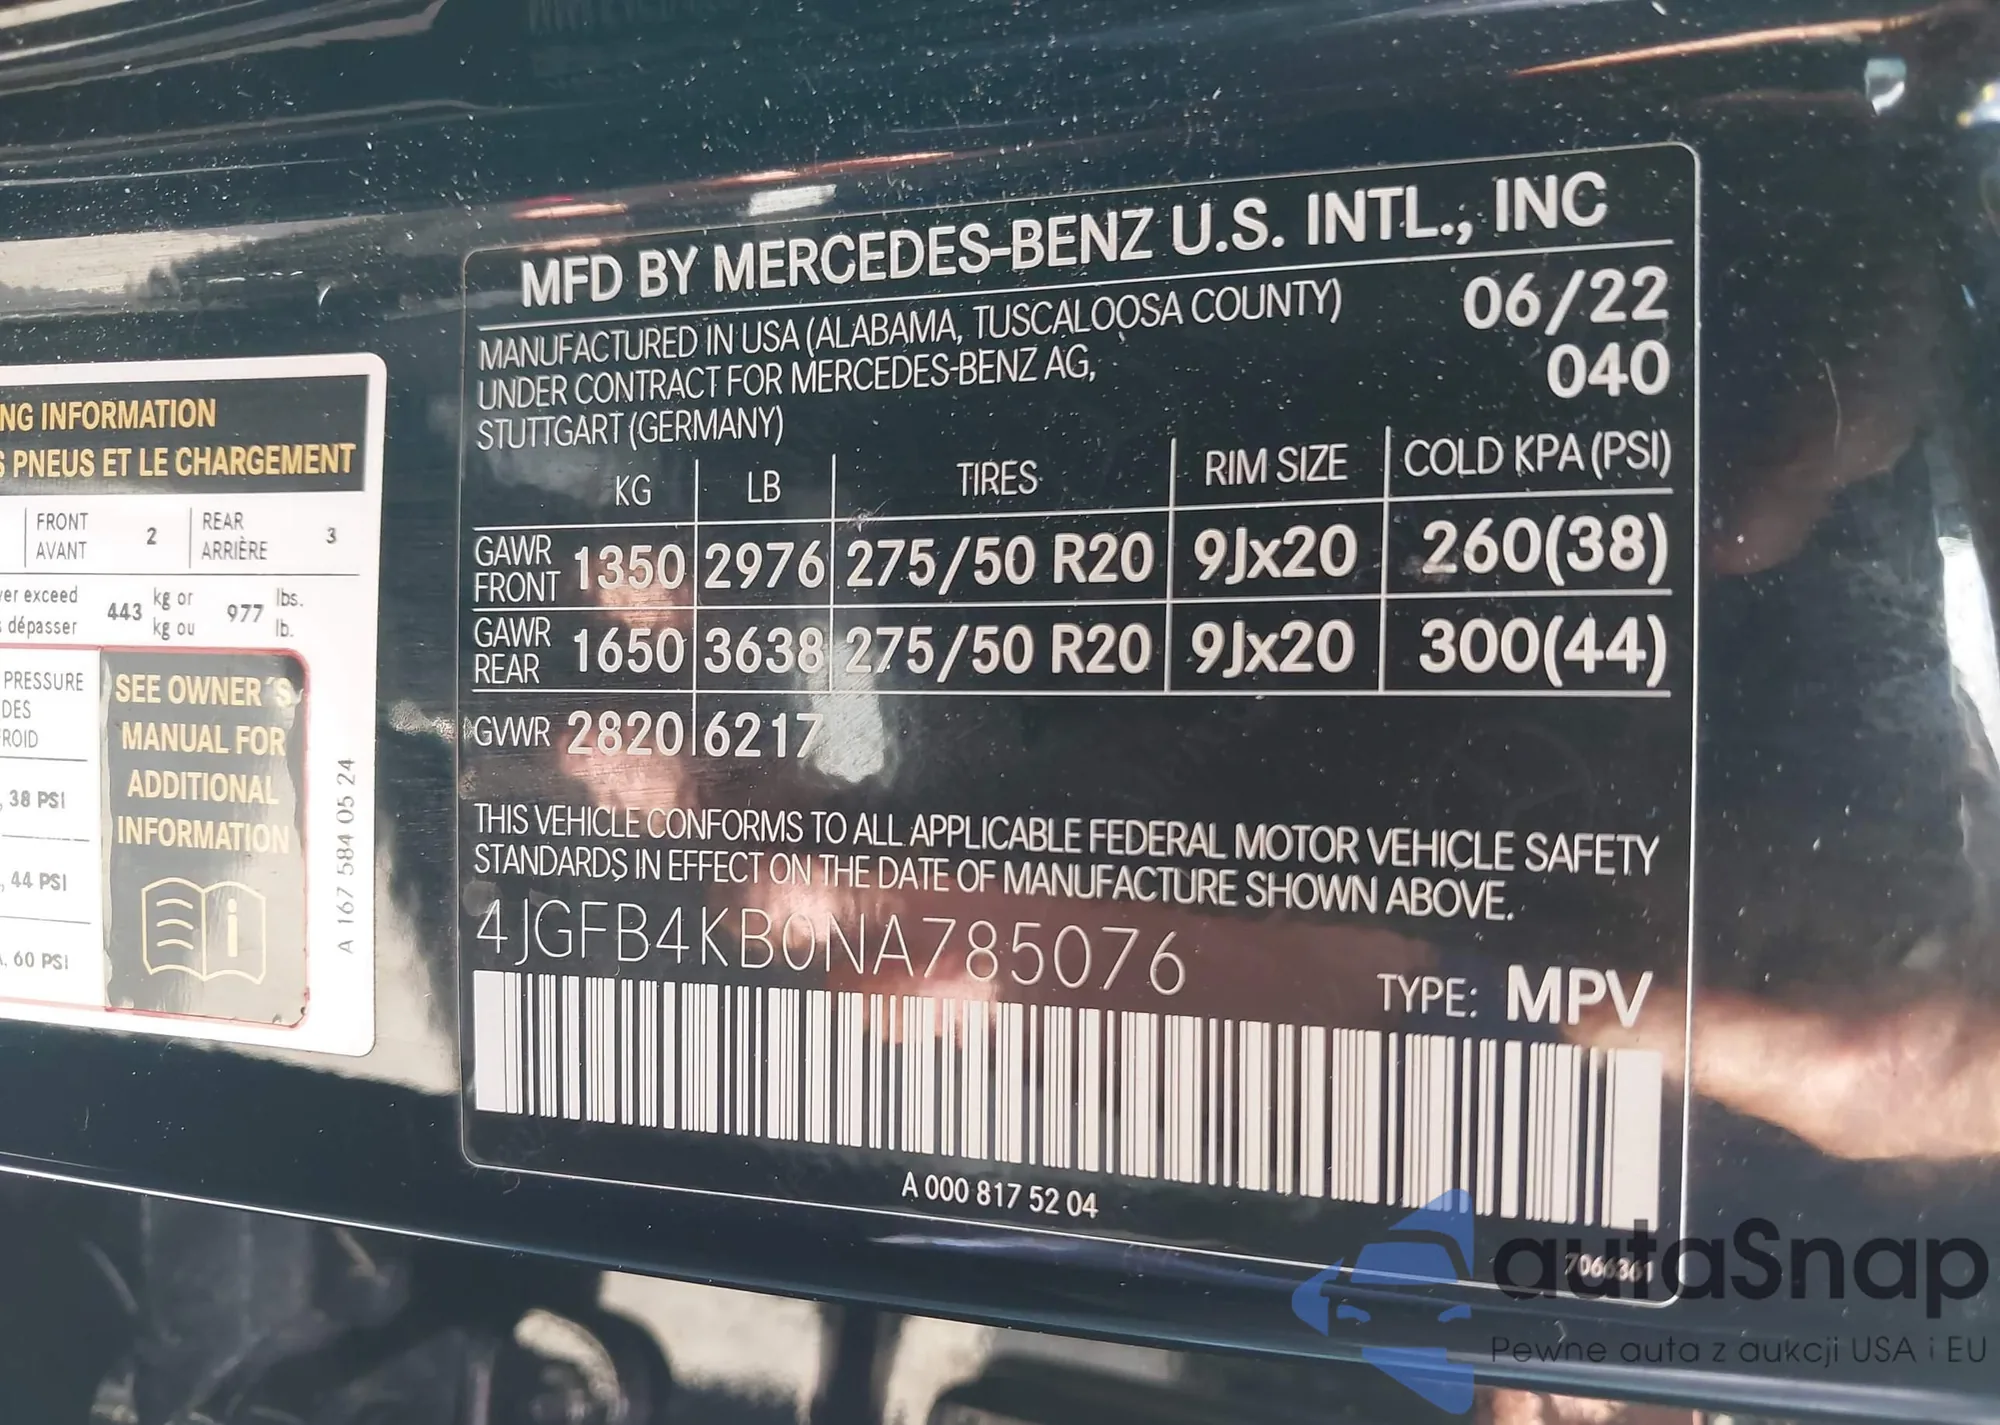 NG INFORMATION
S PNEUS ET LE CHARGEMENT
FRONT
AVANT
2
REAR
ARRIÈRE
3
ver exceed
dépasser
443
kg or
kg ou
977
lbs.
lb.
PRESSURE
DES
ROID
38 PSI
44 PSI
60 PSI
SEE OWNER´S
MANUAL FOR
ADDITIONAL
INFORMATION
A 167 584 05 24
MFD BY MERCEDES-BENZ U.S. INTL., INC
MANUFACTURED IN USA (ALABAMA, TUSCALOOSA COUNTY)
UNDER CONTRACT FOR MERCEDES-BENZ AG,
STUTTGART (GERMANY)
06/22
040
KG LB TIRES RIM SIZE COLD KPA (PSI)
GAWR
FRONT
1350 2976 275/50 R20 9Jx20 260(38)
GAWR
REAR
1650 3638 275/50 R20 9Jx20 300(44)
GVWR 2820 6217
THIS VEHICLE CONFORMS TO ALL APPLICABLE FEDERAL MOTOR VEHICLE SAFETY
STANDARDS IN EFFECT ON THE DATE OF MANUFACTURE SHOWN ABOVE.
4JGFB4KB0NA785076
TYPE: MPV
A 000 817 52 04
7066361
autaSnap
Pewne auta z aukcji USA i EU